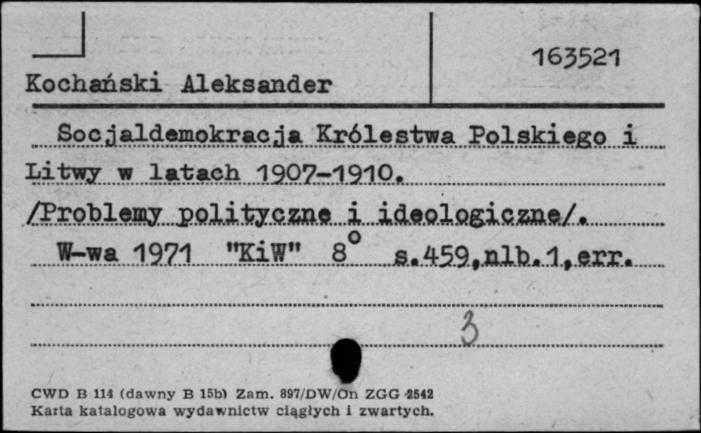 163521
Kochański Aleksander
Socjaldemokracja Królestwa Polskiego i
Litwy w latach 1907-1910.
/Problemy polityczne i ideologiczne/.
W-wa 1971 "KiW" 8° s.459,nlb.1,err.
3
CWD B 114 (dawny B 15b) Zam. 897/DW/On ZGG 2542
Karta katalogowa wydawnictw ciągłych i zwartych.